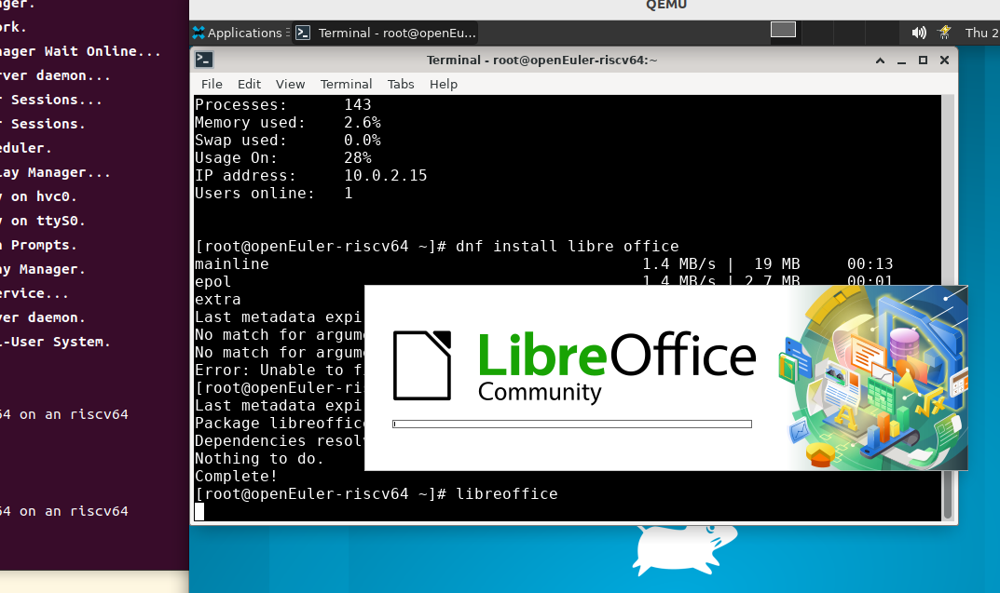 QEMU
ager.
ork.
nager Wait Online...
rver daemon...
r Sessions...
r Sessions.
eduler.
lay Manager...
y on hvc0.
y on ttyS0.
n Prompts.
ay Manager.
ervice...
ver daemon.
i-User System.
64 on an riscv64
64 on an riscv64
Applications
Terminal - root@openEu...
Thu 2
Terminal - root@openEuler-riscv64:~
File Edit View Terminal Tabs Help
Processes: 143
Memory used: 2.6%
Swap used: 0.0%
Usage On: 28%
IP address: 10.0.2.15
Users online: 1
[root@openEuler-riscv64 ~]# dnf install libre office
mainline 1.4 MB/s | 19 MB 00:13
epol 1.4 MB/s | 2.7 MB 00:01
extra
Last metadata expi
No match for argume
No match for argume
Error: Unable to fi
[root@openEuler-ris
Last metadata expi
Package libreoffice
Dependencies resolv
Nothing to do.
Complete!
[root@openEuler-riscv64 ~]# libreoffice
LibreOffice
Community